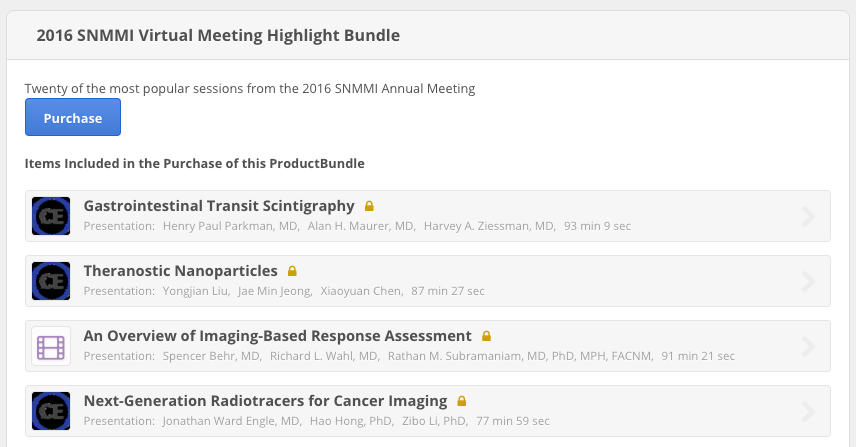 2016 SNMMI Virtual Meeting Highlight Bundle
Twenty of the most popular sessions from the 2016 SNMMI Annual Meeting
Purchase
Items Included in the Purchase of this ProductBundle
CE
Gastrointestinal Transit Scintigraphy
Presentation: Henry Paul Parkman, MD, Alan H. Maurer, MD, Harvey A. Ziessman, MD, 93 min 9 sec
CE
Theranostic Nanoparticles
Presentation: Yongjian Liu, Jae Min Jeong, Xiaoyuan Chen, 87 min 27 sec
An Overview of Imaging-Based Response Assessment
Presentation: Spencer Behr, MD, Richard L. Wahl, MD, Rathan M. Subramaniam, MD, PhD, MPH, FACNM, 91 min 21 sec
CE
Next-Generation Radiotracers for Cancer Imaging
Presentation: Jonathan Ward Engle, MD, Hao Hong, PhD, Zibo Li, PhD, 77 min 59 sec